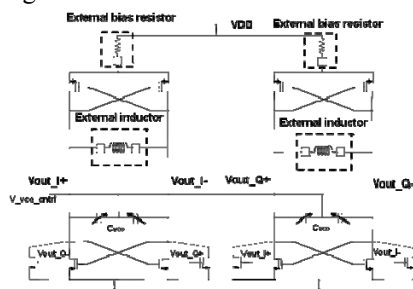 External bias resistor
VDD
External bias resistor
External inductor
External inductor
Vout_I+
Vout_I-
Vout_Q+
Vout_Q-
V_vco_cntrl
Cvco
Cvco
Vout_Q-
Vout_Q+
Vout_I+
Vout_I-